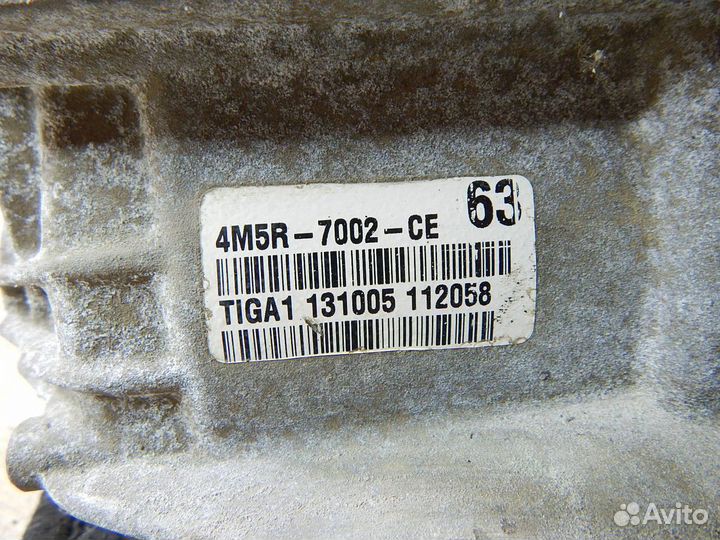 63
4M5R-7002-CE
TIGA1 131005 112058
Avito